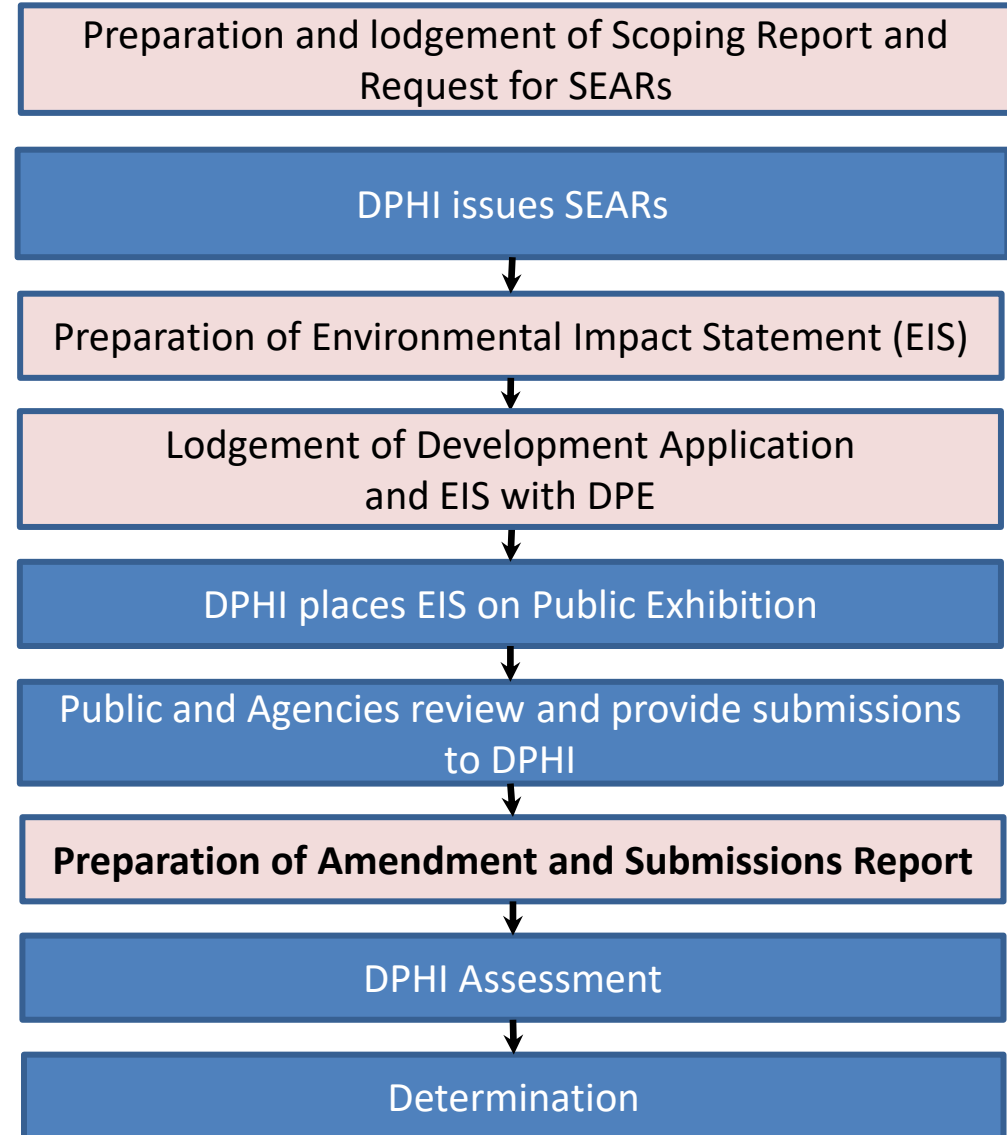 Preparation and lodgement of Scoping Report and
Request for SEARs
DPHI issues SEARs
Preparation of Environmental Impact Statement (EIS)
Lodgement of Development Application
and EIS with DPE
DPHI places EIS on Public Exhibition
Public and Agencies review and provide submissions
to DPHI
Preparation of Amendment and Submissions Report
DPHI Assessment
Determination